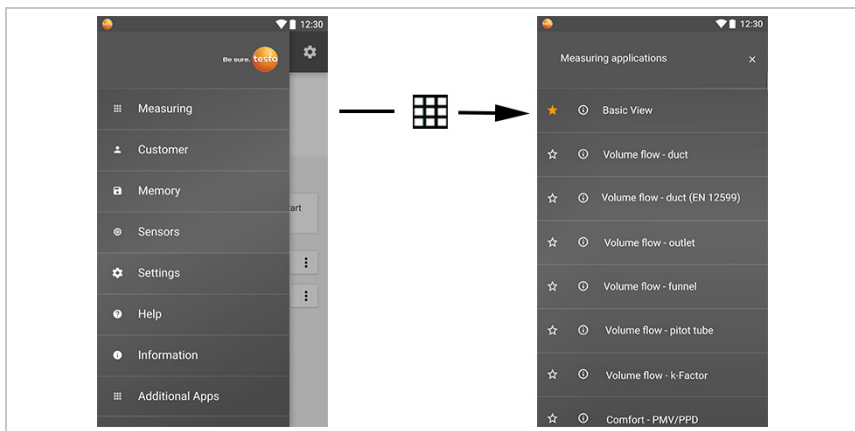 12:30
Be sure. testo
Measuring
Customer
Memory
Sensors
art
Settings
Help
Information
Additional Apps
12:30
Measuring applications
Basic View
Volume flow - duct
Volume flow - duct (EN 12599)
Volume flow - outlet
Volume flow - funnel
Volume flow - pitot tube
Volume flow - k-Factor
Comfort - PMV/PPD